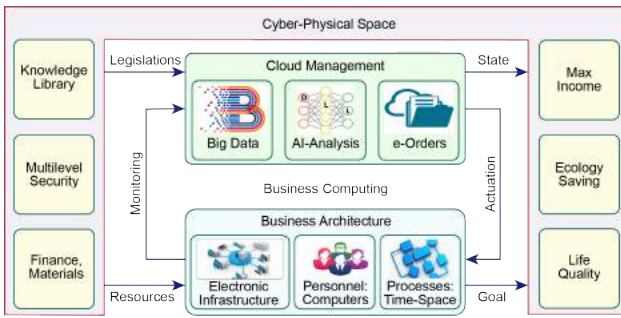 Cyber-Physical Space
Knowledge
Library
Multilevel
Security
Finance,
Materials
Legislations
Resources
Monitoring
Cloud Management
Big Data
D
L
L
AI-Analysis
e-Orders
Business Computing
Business Architecture
Electronic
Infrastructure
Personnel:
Computers
Processes:
Time-Space
State
Actuation
Goal
Max
Income
Ecology
Saving
Life
Quality